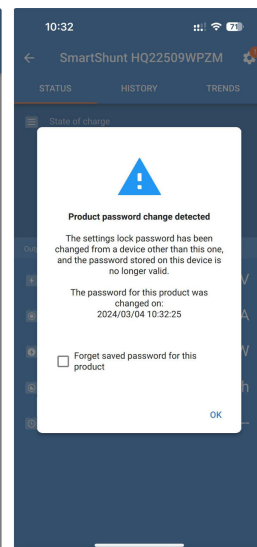 10:32
71
SmartShunt HQ22509WPZM
STATUS HISTORY TRENDS
State of charge
Product password change detected
The settings lock password has been
changed from a device other than this one,
and the password stored on this device is
no longer valid.
The password for this product was
changed on:
2024/03/04 10:32:25
Out
V
A
W
h
Forget saved password for this
product
OK